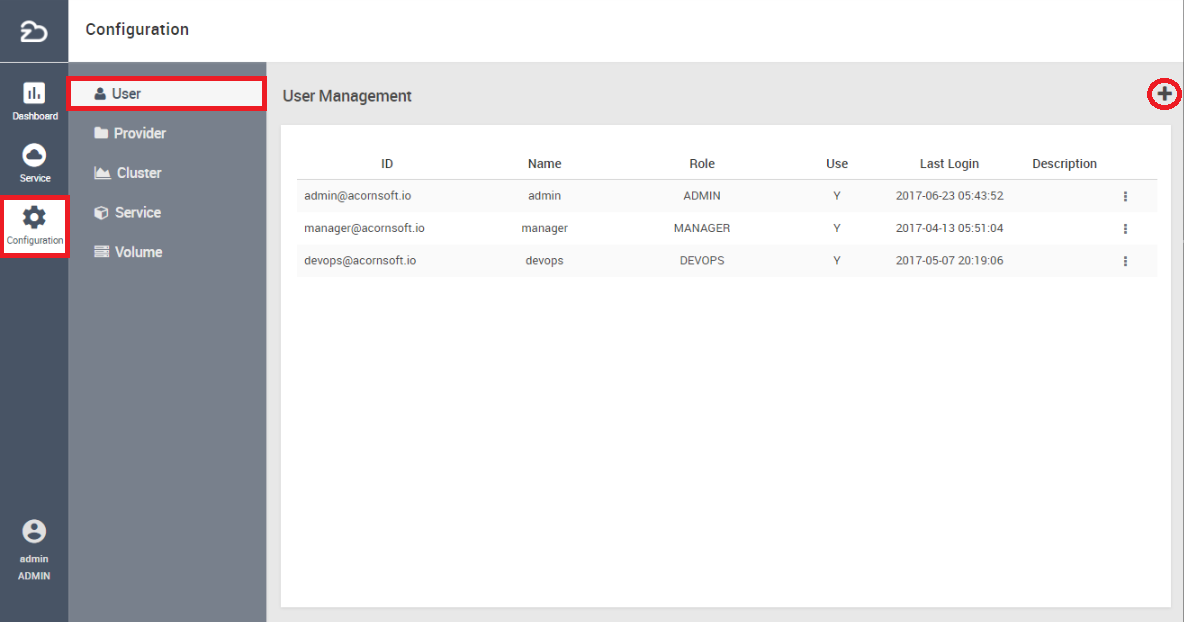 Configuration
Dashboard
Service
Configuration
admin
ADMIN
User
Provider
Cluster
Service
Volume
User Management
ID Name Role Use Last Login Description
admin@acornsoft.io admin ADMIN Y 2017-06-23 05:43:52
manager@acornsoft.io manager MANAGER Y 2017-04-13 05:51:04
devops@acornsoft.io devops DEVOPS Y 2017-05-07 20:19:06